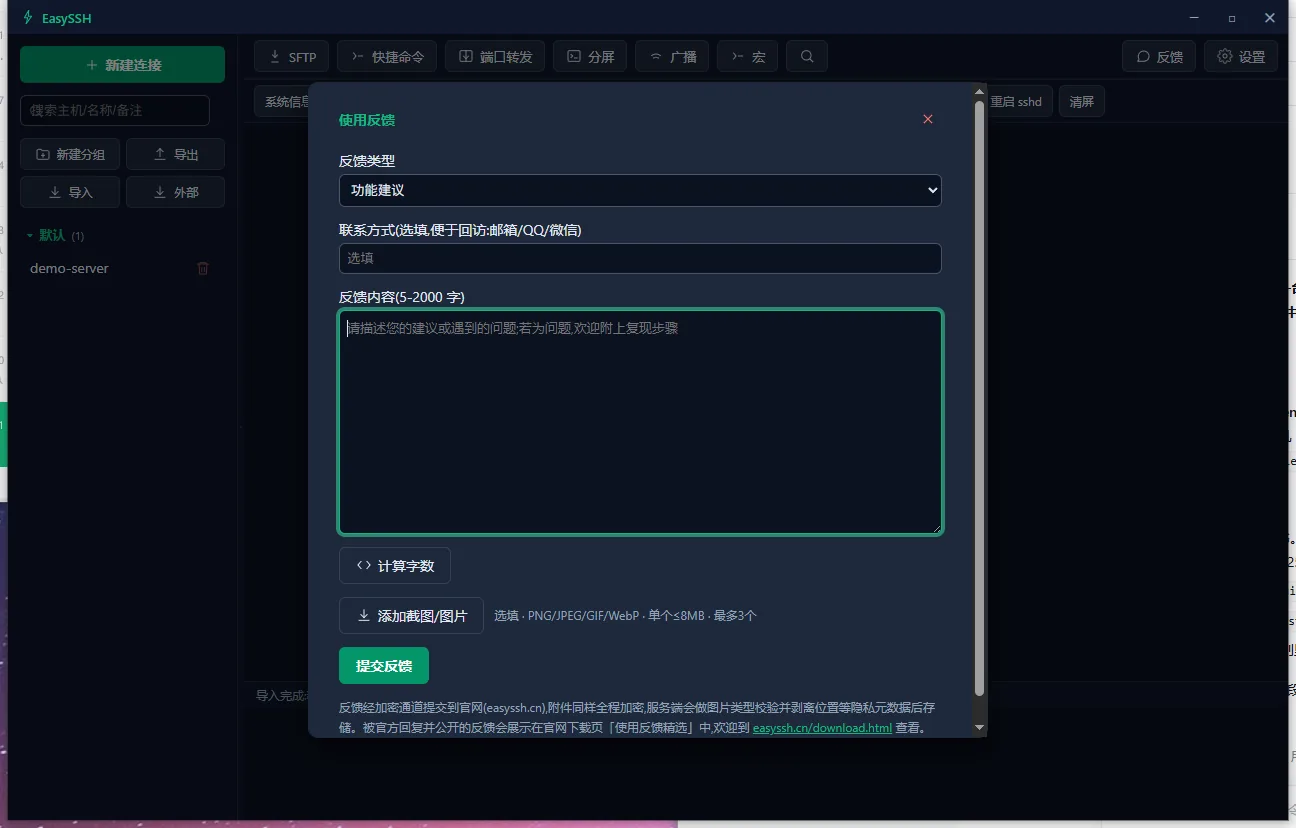 EasySSH
新建连接
搜索主机/名称/备注
新建分组
导出
导入
外部
默认 (1)
demo-server
SFTP
快捷命令
端口转发
分屏
广播
宏
反馈
设置
系统信息
重启 sshd
清屏
使用反馈
反馈类型
功能建议
联系方式(选填,便于回访:邮箱/QQ/微信)
选填
反馈内容(5-2000 字)
请描述您的建议或遇到的问题;若为问题,欢迎附上复现步骤
计算字数
添加截图/图片
选填 · PNG/JPEG/GIF/WebP · 单个≤8MB · 最多3个
提交反馈
反馈经加密通道提交到官网(easyssh.cn),附件同样全程加密,服务端会做图片类型校验并剥离位置等隐私元数据后存
储。被官方回复并公开的反馈会展示在官网下载页「使用反馈精选」中,欢迎到 easyssh.cn/download.html 查看。
导入完成: